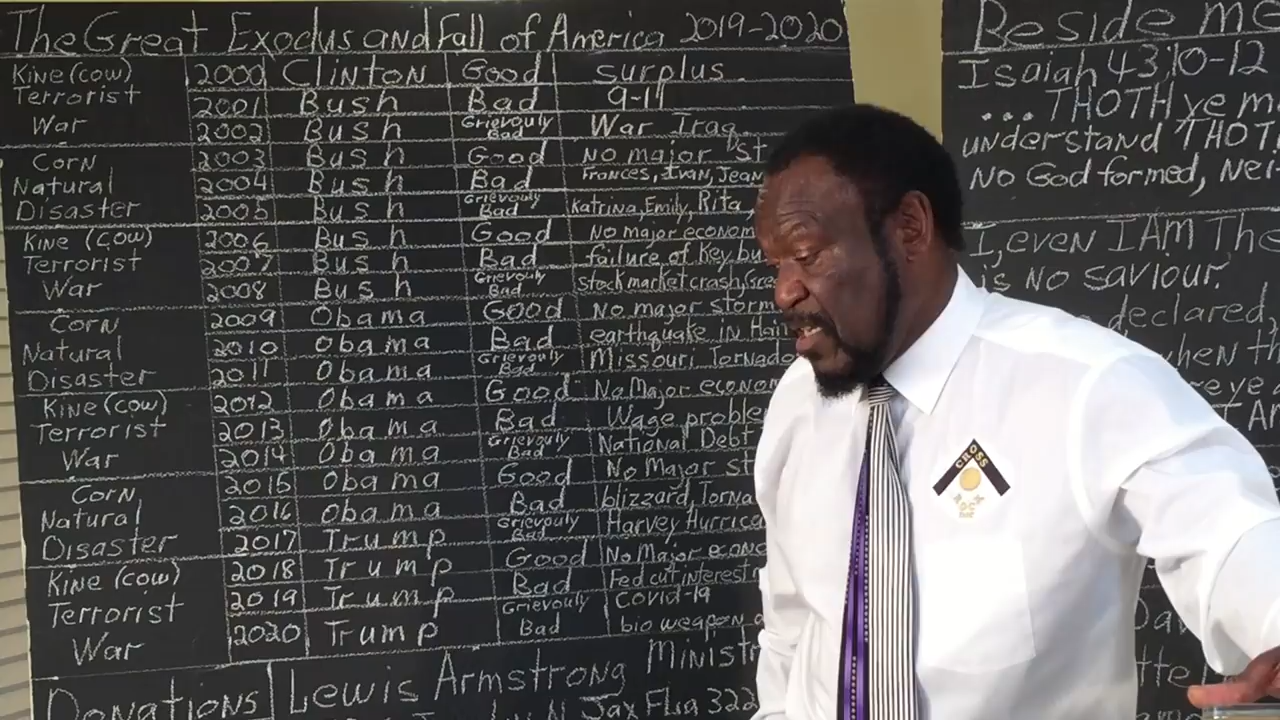 The Great Exodus and Fall of America 2019-2020
Kine (cow) 2000 Clinton Good surplus
Terrorist 2001 Bush Bad 9-11
War 2002 Bush Grievouly Bad War Iraq
Corn 2003 Bush Good No major st
Natural 2004 Bush Bad Frances, Ivan, Jean
Disaster 2005 Bush Grievouly Bad Katrina, Emily, Rita,
Kine (cow) 2006 Bush Good No major econom
Terrorist 2007 Bush Bad failure of Key bu
War 2008 Bush Grievouly Bad stock market crash
Corn 2009 Obama Good No major storm
Natural 2010 Obama Bad earthquake in Hait
Disaster 2011 Obama Grievouly Bad Missouri Tornado
Kine (cow) 2012 Obama Good No Major econom
Terrorist 2013 Obama Bad Wage problem
War 2014 Obama Grievouly Bad National Debt
Corn 2015 Obama Good No Major st
Natural 2016 Obama Bad blizzard, Torna
Disaster 2017 Trump Grievouly Bad Harvey Hurrica
Kine (cow) 2018 Trump Good No Major econo
Terrorist 2019 Trump Bad Fed cut interest r
War 2020 Trump Grievouly Bad Covid-19 bio weapon
Donations Lewis Armstrong Ministr
N Jax Fla 322
Beside me
Isaiah 43:10-12
... THOTH ye m
understand THOT
No God formed, Nei
I, even I AM The
is no saviour.
declared,
when th
CROSS